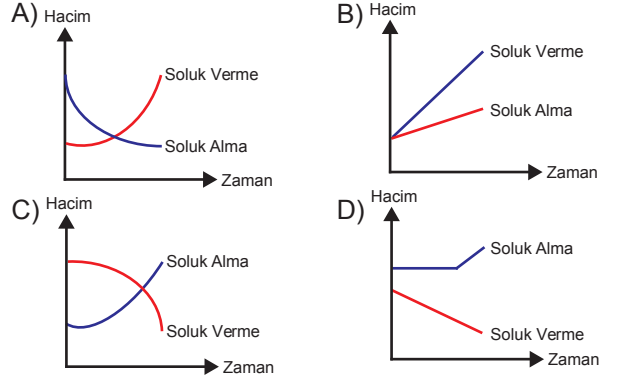 A)
Hacim
Soluk Verme
Soluk Alma
Zaman
B)
Hacim
Soluk Verme
Soluk Alma
Zaman
C)
Hacim
Soluk Alma
Soluk Verme
Zaman
D)
Hacim
Soluk Alma
Soluk Verme
Zaman